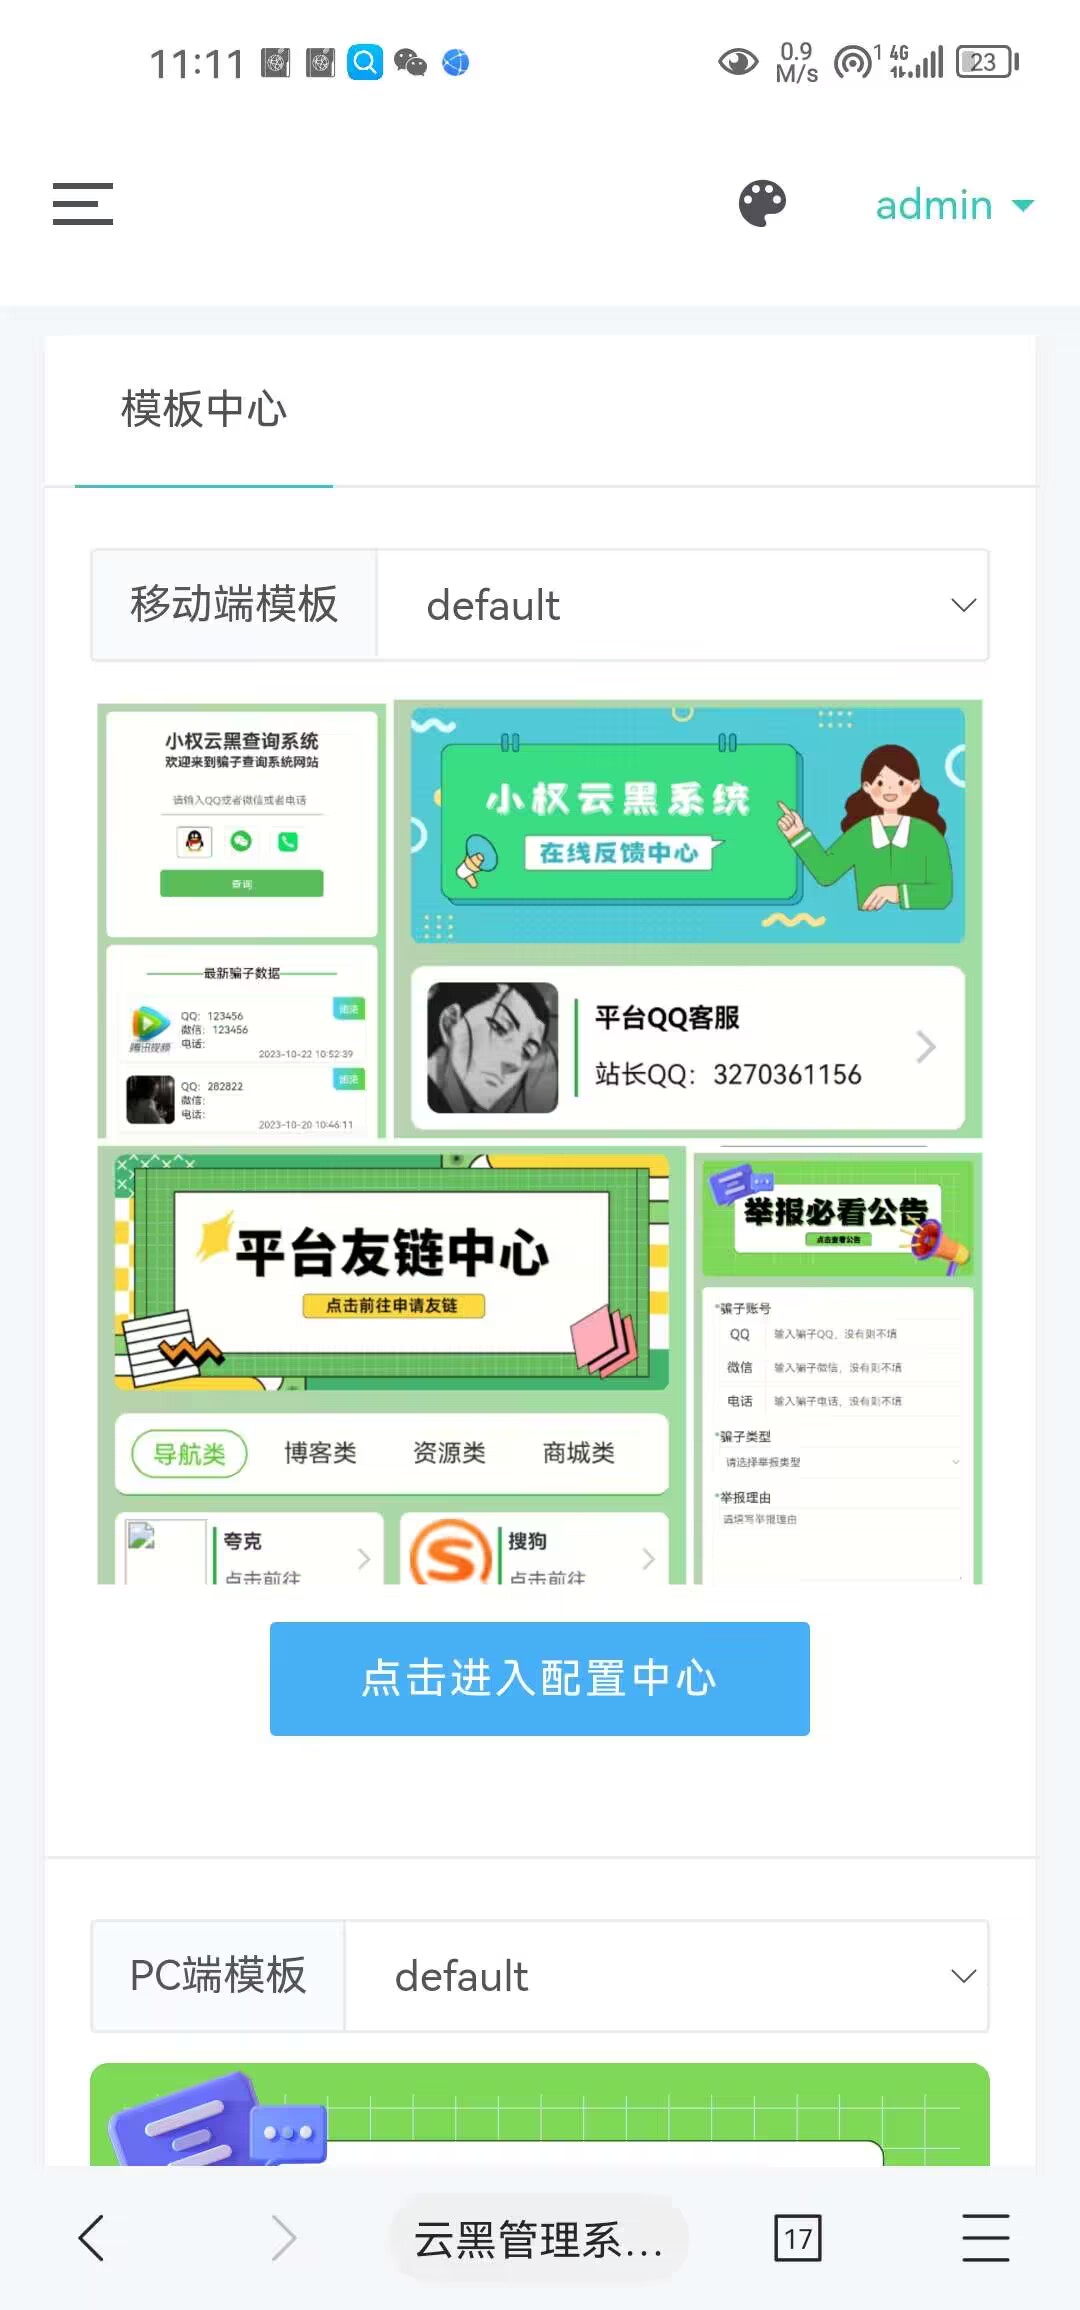 11:11
0.9
M/s
1
4G
23
admin
模板中心
移动端模板
default
小权云黑查询系统
欢迎来到骗子查询系统网站
请输入QQ或者微信或者电话
查询
最新骗子数据
腾讯视频
QQ: 123456
微信: 123456
电话:
2023-10-22 10:52:39
QQ: 282822
微信:
电话:
2023-10-20 10:46:11
小权云黑系统
在线反馈中心
平台QQ客服
站长QQ: 3270361156
平台友链中心
点击前往申请友链
导航类
博客类
资源类
商城类
夸克
点击前往
搜狗
点击前往
举报必看公告
点击查看公告
*骗子账号
QQ 输入骗子QQ，没有则不填
微信 输入骗子微信，没有则不填
电话 输入骗子电话，没有则不填
*骗子类型
请选择举报类型
*举报理由
请填写举报理由
点击进入配置中心
PC端模板
default
云黑管理系...
17